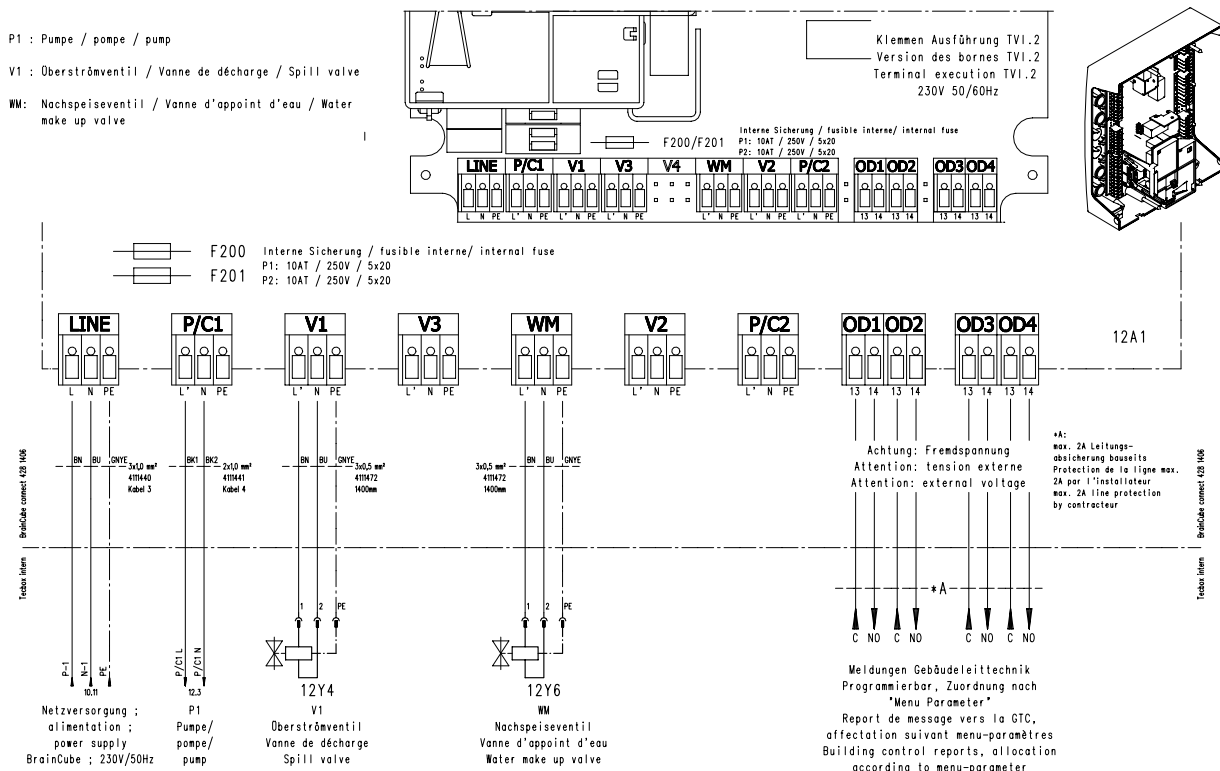 P1 : Pumpe / pompe / pump
V1 : Überströmventil / Vanne de décharge / Spill valve
WM: Nachspeiseventil / Vanne d'appoint d'eau / Water
make up valve
Klemmen Ausführung TV1.2
Version des bornes TV1.2
Terminal execution TV1.2
230V 50/60Hz
F200/F201
Interne Sicherung / fusible interne/ internal fuse
P1: 10AT / 250V / 5x20
P2: 10AT / 250V / 5x20
LINE P/C1 V1 V3 V4 WM V2 P/C2 OD1 OD2 OD3 OD4
L N PE L' N PE L' N PE L' N PE L' N PE L' N PE L' N PE 13 14 13 14 13 14 13 14
F200 Interne Sicherung / fusible interne/ internal fuse
F201 P1: 10AT / 250V / 5x20
P2: 10AT / 250V / 5x20
LINE P/C1 V1 V3 WM V2 P/C2 OD1 OD2 OD3 OD4
12A1
L N PE L' N PE L' N PE L' N PE L' N PE L' N PE L' N PE 13 14 13 14 13 14 13 14
BN BU GNYE
3x1,0 mm²
4111440
Kabel 3
BK1 BK2
2x1,0 mm²
4111441
Kabel 4
BN BU GNYE
3x0,5 mm²
4111472
1400mm
3x0,5 mm²
4111472
1400mm
BN BU GNYE
Achtung: Fremdspannung
Attention: tension externe
Attention: external voltage
*A:
max. 2A Leitungs-
absicherung bauseits
Protection de la ligne max.
2A par l'installateur
max. 2A line protection
by contracteur
BrainCube connect 428 1406
Tecbox intern
BrainCube connect 428 1406
Tecbox intern
*A
1 2 PE
1 2 PE
C NO C NO C NO C NO
P-1 N-1 PE
10.11
P/C1 L P/C1 N
12.3
Netzversorgung ;
alimentation ;
power supply
BrainCube ; 230V/50Hz
P1
Pumpe/
pompe/
pump
12Y4
V1
Überströmventil
Vanne de décharge
Spill valve
12Y6
WM
Nachspeiseventil
Vanne d'appoint d'eau
Water make up valve
Meldungen Gebäudeleittechnik
Programmierbar, Zuordnung nach
"Menu Parameter"
Report de message vers la GTC,
affectation suivant menu-paramètres
Building control reports, allocation
according to menu-parameter